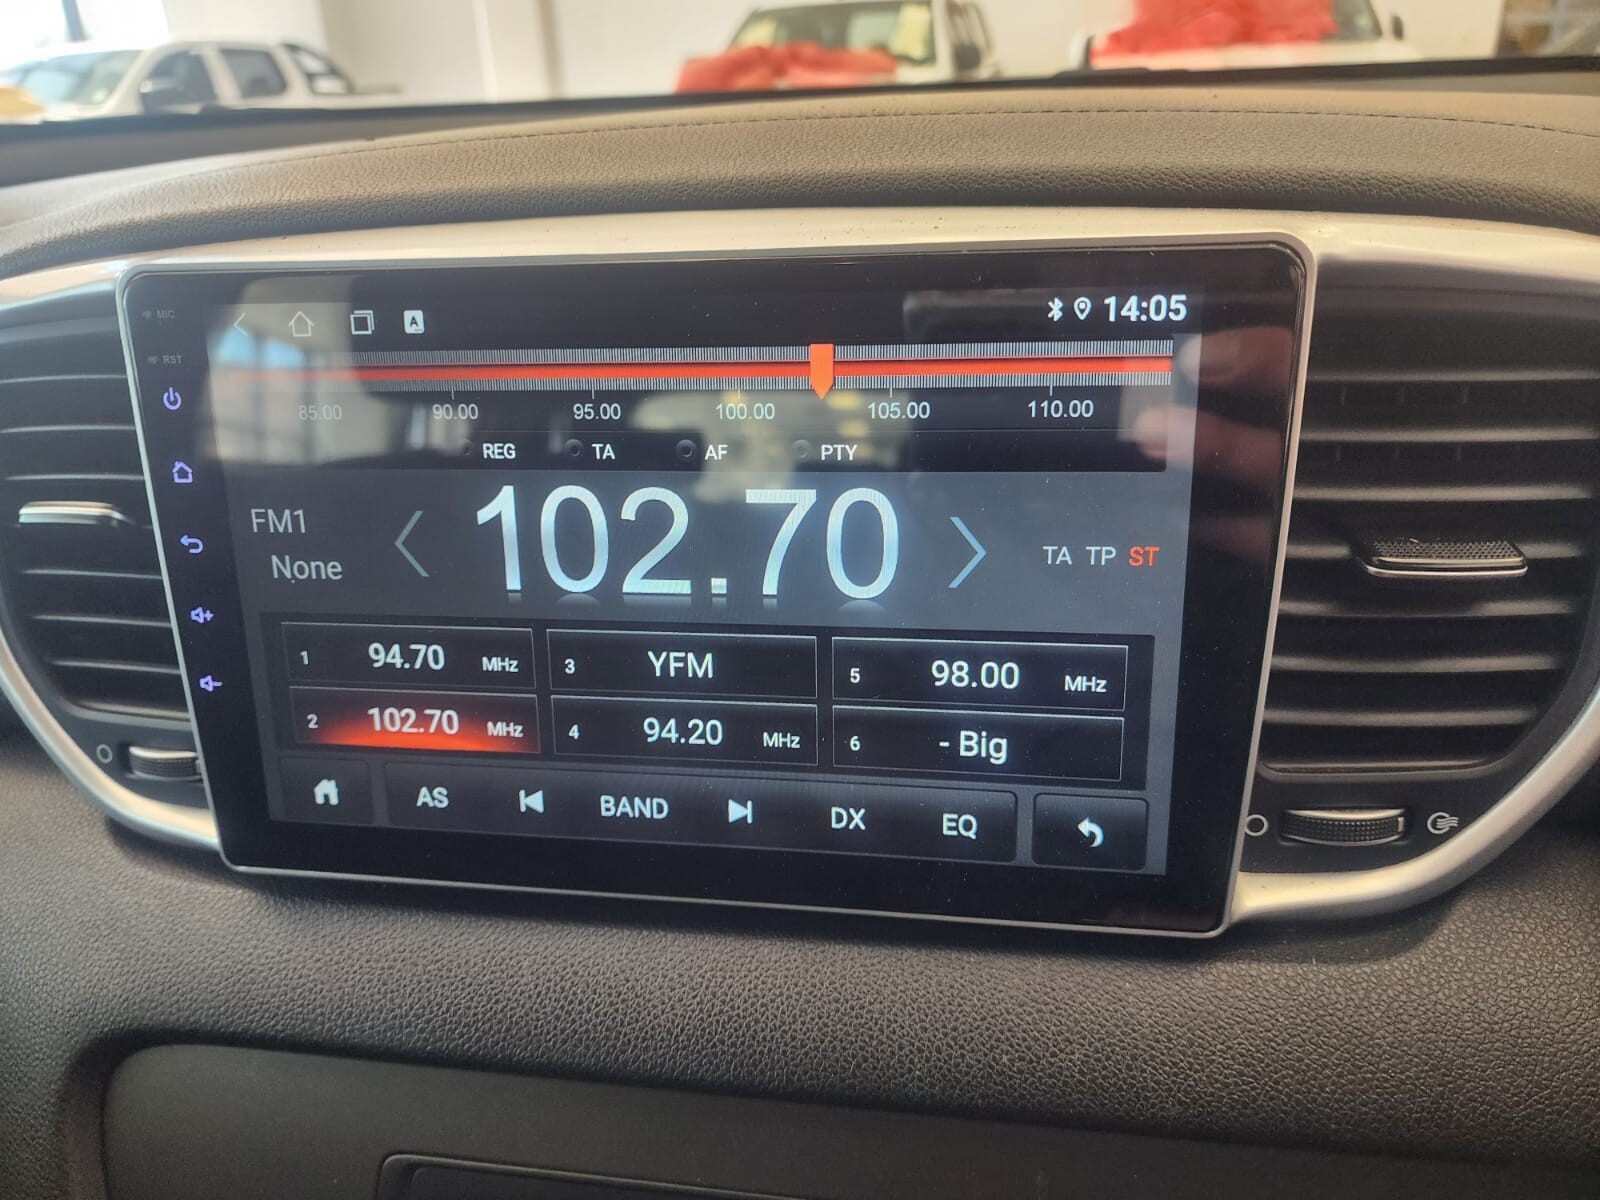 MIC
A
14:05
RST
85.00 90.00 95.00 100.00 105.00 110.00
REG TA AF PTY
FM1
None
102.70
TA TP ST
1 94.70 MHz
3 YFM
5 98.00 MHz
2 102.70 MHz
4 94.20 MHz
6 - Big
AS BAND DX EQ